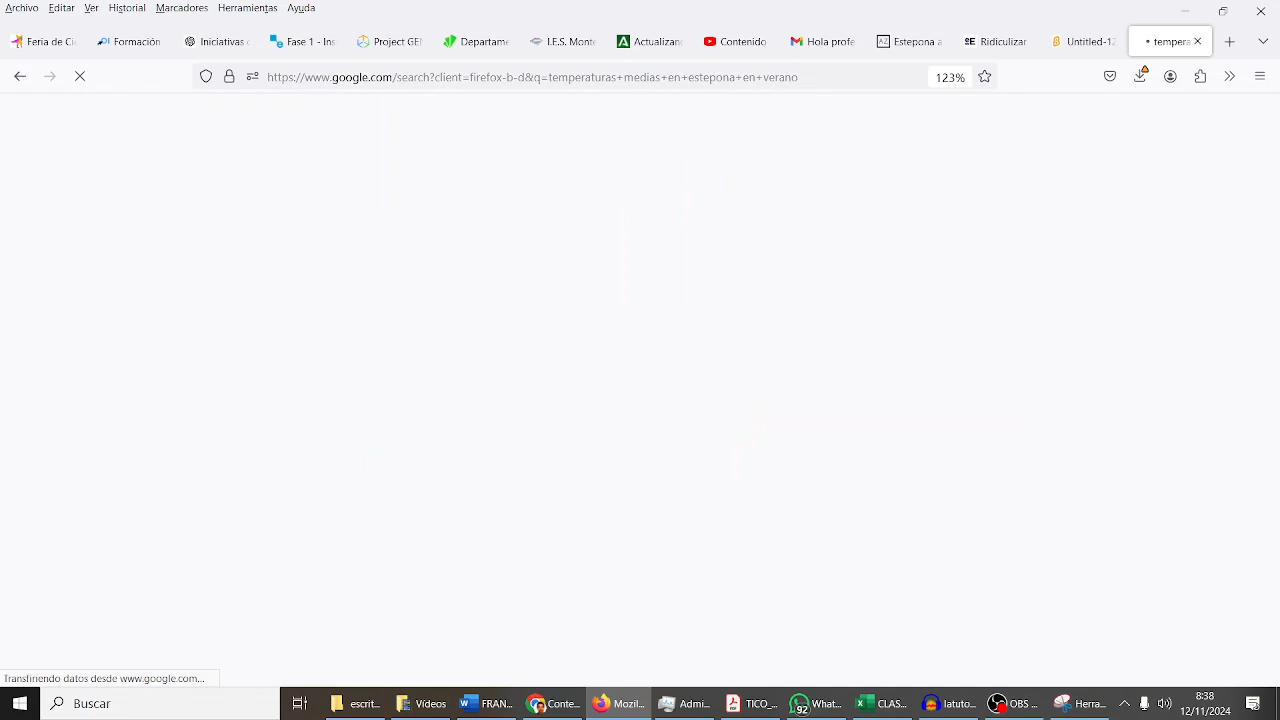 Archivo Editar Ver Historial Marcadores Herramientas Ayuda
Feria de Ci Formación Iniciativas Fase 1 - Ins Project GEN Departame I.E.S. Monte Actualizan Contenido Hola profe Estepona a Ridiculizar Untitled-12 tempera
https://www.google.com/search?client=firefox-b-d&q=temperaturas+medias+en+estepona+en+verano 123%
Transfiriendo datos desde www.google.com...
Buscar escrit... Videos FRAN... Conte... Mozil... Admi... TICO_... What... CLAS... latuto... OBS ... Herra... 8:38
92
12/11/2024